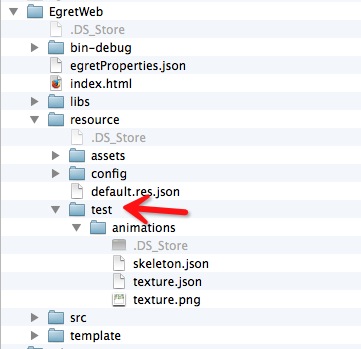 EgretWeb
.DS_Store
bin-debug
egretProperties.json
index.html
libs
resource
.DS_Store
assets
config
default.res.json
test
animations
.DS_Store
skeleton.json
texture.json
texture.png
src
template